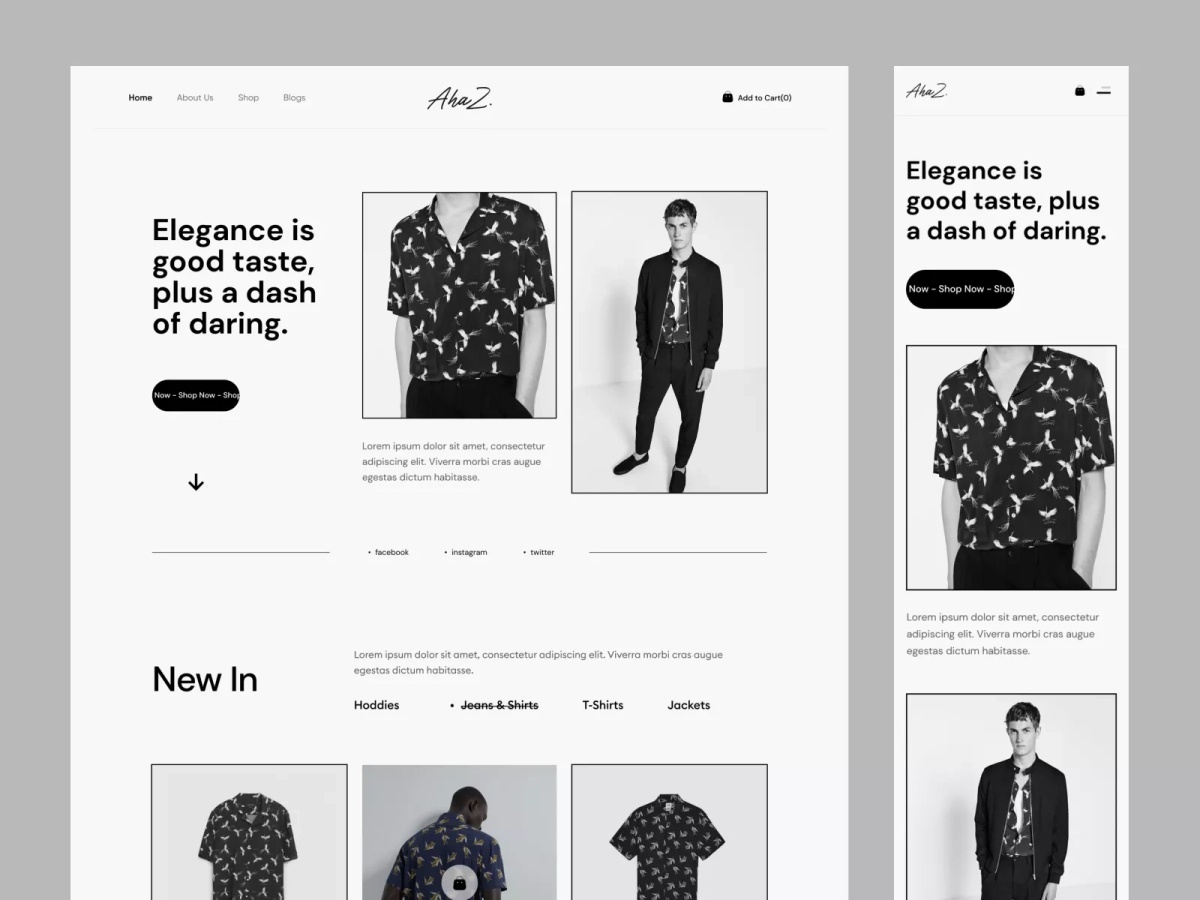 Home About Us Shop Blogs
AhaZ.
Add to Cart(0)
Elegance is
good taste,
plus a dash
of daring.
Now - Shop Now - Shop
Lorem ipsum dolor sit amet, consectetur
adipiscing elit. Viverra morbi cras augue
egestas dictum habitasse.
• facebook • instagram • twitter
New In
Lorem ipsum dolor sit amet, consectetur adipiscing elit. Viverra morbi cras augue
egestas dictum habitasse.
Hoddies • Jeans & Shirts T-Shirts Jackets
AhaZ.
Elegance is
good taste, plus
a dash of daring.
Now - Shop Now - Shop
Lorem ipsum dolor sit amet, consectetur
adipiscing elit. Viverra morbi cras augue
egestas dictum habitasse.